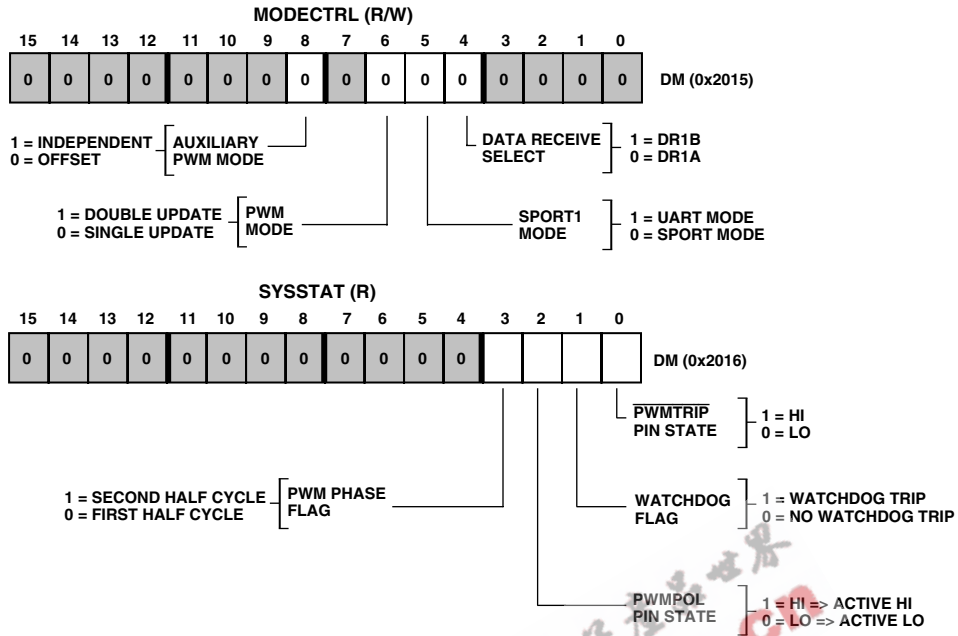 MODECTRL (R/W)
15 14 13 12 11 10 9 8 7 6 5 4 3 2 1 0
0 0 0 0 0 0 0 0 0 0 0 0 0 0 0 0 DM (0x2015)
1 = INDEPENDENT
0 = OFFSET
AUXILIARY
PWM MODE
DATA RECEIVE
SELECT
1 = DR1B
0 = DR1A
1 = DOUBLE UPDATE
0 = SINGLE UPDATE
PWM
MODE
SPORT1
MODE
1 = UART MODE
0 = SPORT MODE
SYSSTAT (R)
15 14 13 12 11 10 9 8 7 6 5 4 3 2 1 0
0 0 0 0 0 0 0 0 0 0 0 0 DM (0x2016)
PWMTRIP
PIN STATE
1 = HI
0 = LO
1 = SECOND HALF CYCLE
0 = FIRST HALF CYCLE
PWM PHASE
FLAG
WATCHDOG
FLAG
1 = WATCHDOG TRIP
0 = NO WATCHDOG TRIP
PWMPOL
PIN STATE
1 = HI => ACTIVE HI
0 = LO => ACTIVE LO